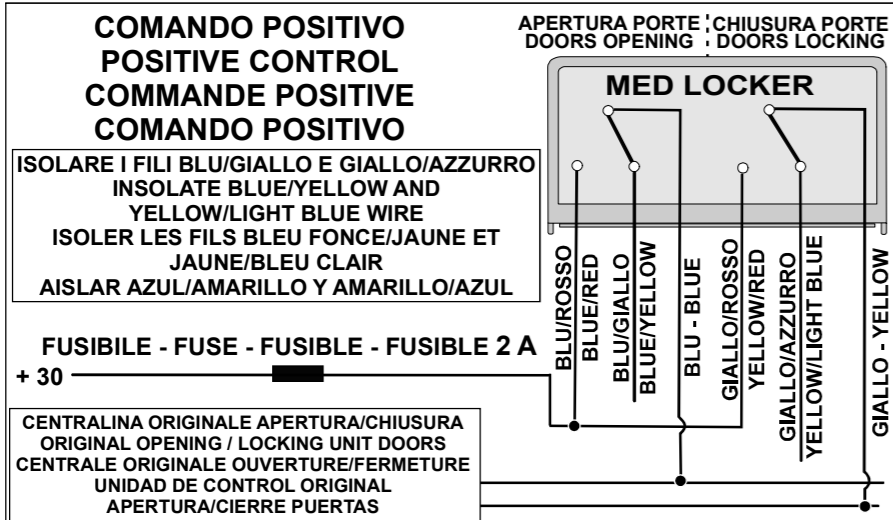 COMANDO POSITIVO
POSITIVE CONTROL
COMMANDE POSITIVE
COMANDO POSITIVO
ISOLARE I FILI BLU/GIALLO E GIALLO/AZZURRO
INSOLATE BLUE/YELLOW AND
YELLOW/LIGHT BLUE WIRE
ISOLER LES FILS BLEU FONCE/JAUNE ET
JAUNE/BLEU CLAIR
AISLAR AZUL/AMARILLO Y AMARILLO/AZUL
APERTURA PORTE
DOORS OPENING
CHIUSURA PORTE
DOORS LOCKING
MED LOCKER
BLU/ROSSO
BLUE/RED
BLU/GIALLO
BLUE/YELLOW
BLU - BLUE
GIALLO/ROSSO
YELLOW/RED
GIALLO/AZZURRO
YELLOW/LIGHT BLUE
GIALLO - YELLOW
FUSIBILE - FUSE - FUSIBLE - FUSIBLE 2 A
+ 30
CENTRALINA ORIGINALE APERTURA/CHIUSURA
ORIGINAL OPENING / LOCKING UNIT DOORS
CENTRALE ORIGINALE OUVERTURE/FERMETURE
UNIDAD DE CONTROL ORIGINAL
APERTURA/CIERRE PUERTAS